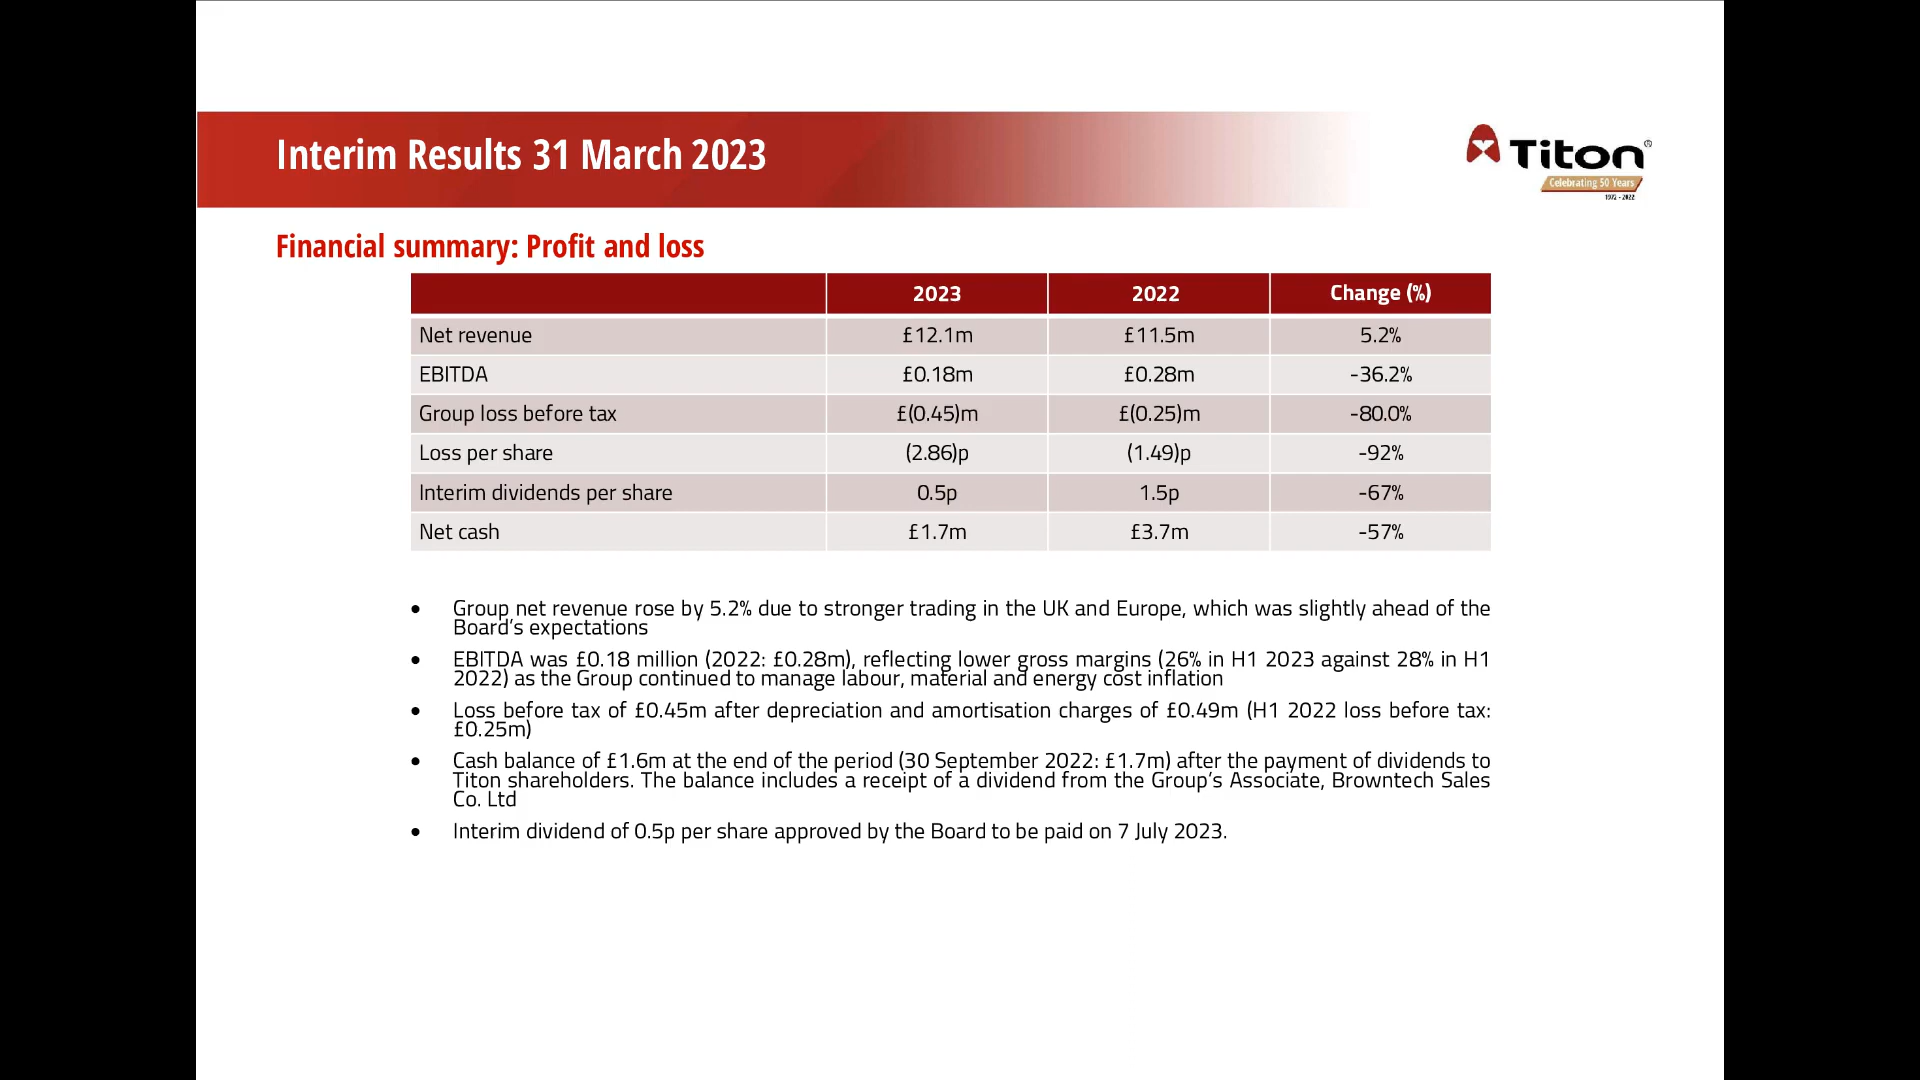 Interim Results 31 March 2023
Titon®
Celebrating 50 Years
1972 - 2022
Financial summary: Profit and loss
2023 2022 Change (%)
Net revenue £12.1m £11.5m 5.2%
EBITDA £0.18m £0.28m -36.2%
Group loss before tax £(0.45)m £(0.25)m -80.0%
Loss per share (2.86)p (1.49)p -92%
Interim dividends per share 0.5p 1.5p -67%
Net cash £1.7m £3.7m -57%
• Group net revenue rose by 5.2% due to stronger trading in the UK and Europe, which was slightly ahead of the
Board’s expectations
• EBITDA was £0.18 million (2022: £0.28m), reflecting lower gross margins (26% in H1 2023 against 28% in H1
2022) as the Group continued to manage labour, material and energy cost inflation
• Loss before tax of £0.45m after depreciation and amortisation charges of £0.49m (H1 2022 loss before tax:
£0.25m)
• Cash balance of £1.6m at the end of the period (30 September 2022: £1.7m) after the payment of dividends to
Titon shareholders. The balance includes a receipt of a dividend from the Group’s Associate, Browntech Sales
Co. Ltd
• Interim dividend of 0.5p per share approved by the Board to be paid on 7 July 2023.